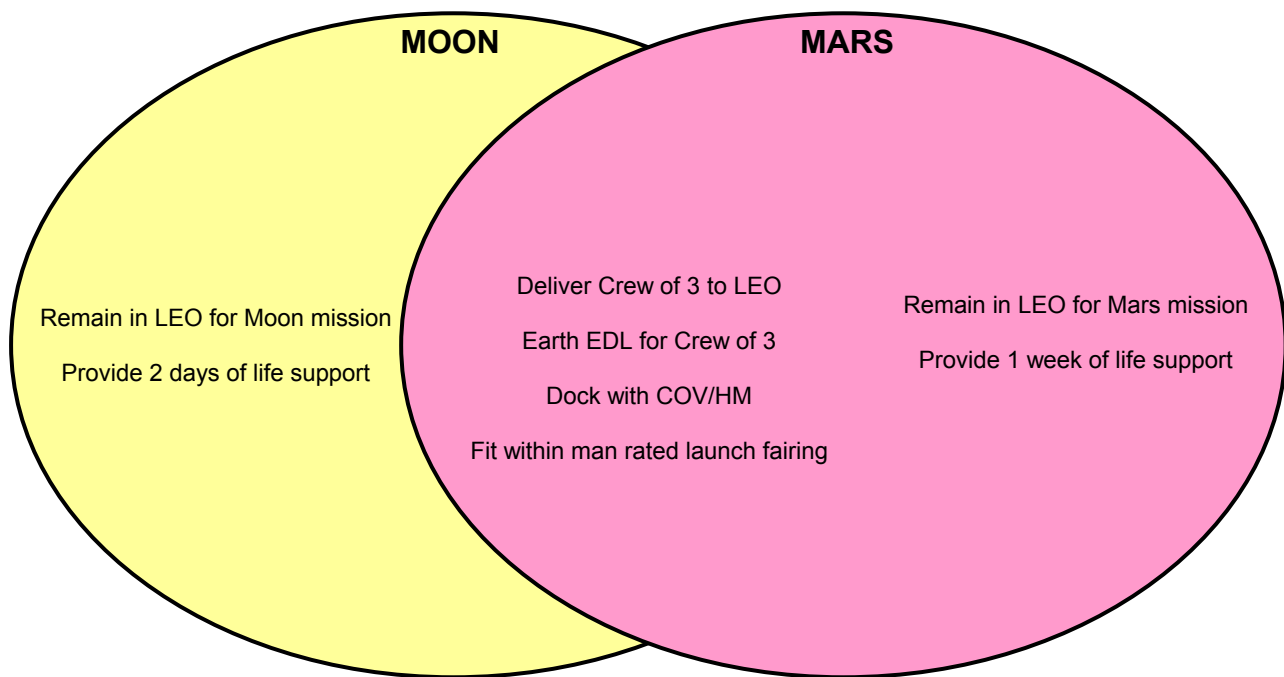 MOON
MARS
Remain in LEO for Moon mission
Provide 2 days of life support
Deliver Crew of 3 to LEO
Earth EDL for Crew of 3
Dock with COV/HM
Fit within man rated launch fairing
Remain in LEO for Mars mission
Provide 1 week of life support